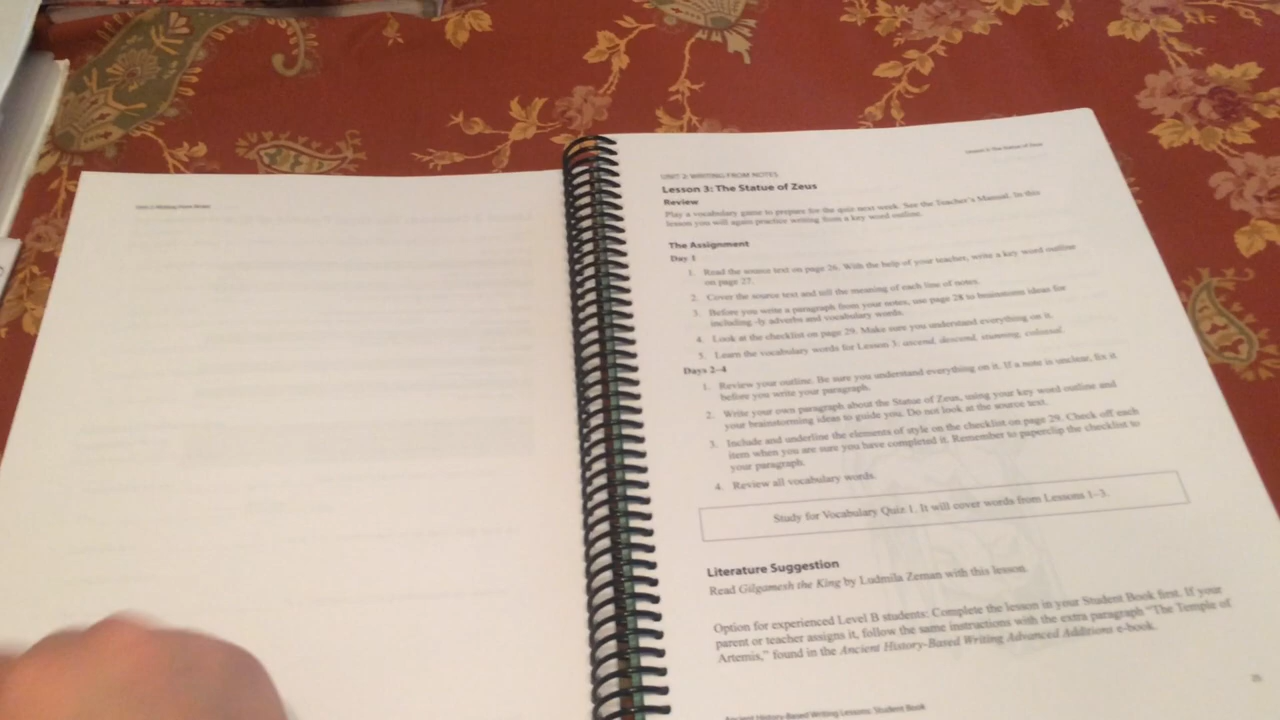 Unit 2: Writing from Notes
Lesson 3: The Statue of Zeus
UNIT 2: WRITING FROM NOTES
Lesson 3: The Statue of Zeus
Review
Play a vocabulary game to prepare for the quiz next week. See the Teacher's Manual. In this
lesson you will again practice writing from a key word outline.
The Assignment
Day 1
1. Read the source text on page 26. With the help of your teacher, write a key word outline
on page 27.
2. Cover the source text and tell the meaning of each line of notes.
3. Before you write a paragraph from your notes, use page 28 to brainstorm ideas for
including -ly adverbs and vocabulary words.
4. Look at the checklist on page 29. Make sure you understand everything on it.
5. Learn the vocabulary words for Lesson 3: ascend, descend, stunning, colossal.
Days 2–4
1. Review your outline. Be sure you understand everything on it. If a note is unclear, fix it
before you write your paragraph.
2. Write your own paragraph about the Statue of Zeus, using your key word outline and
your brainstorming ideas to guide you. Do not look at the source text.
3. Include and underline the elements of style on the checklist on page 29. Check off each
item when you are sure you have completed it. Remember to paperclip the checklist to
your paragraph.
4. Review all vocabulary words.
Study for Vocabulary Quiz 1. It will cover words from Lessons 1–3.
Literature Suggestion
Read Gilgamesh the King by Ludmila Zeman with this lesson.
Option for experienced Level B students: Complete the lesson in your Student Book first. If your
parent or teacher assigns it, follow the same instructions with the extra paragraph "The Temple of
Artemis," found in the Ancient History-Based Writing Advanced Additions e-book.
Ancient History-Based Writing Lessons: Student Book
25